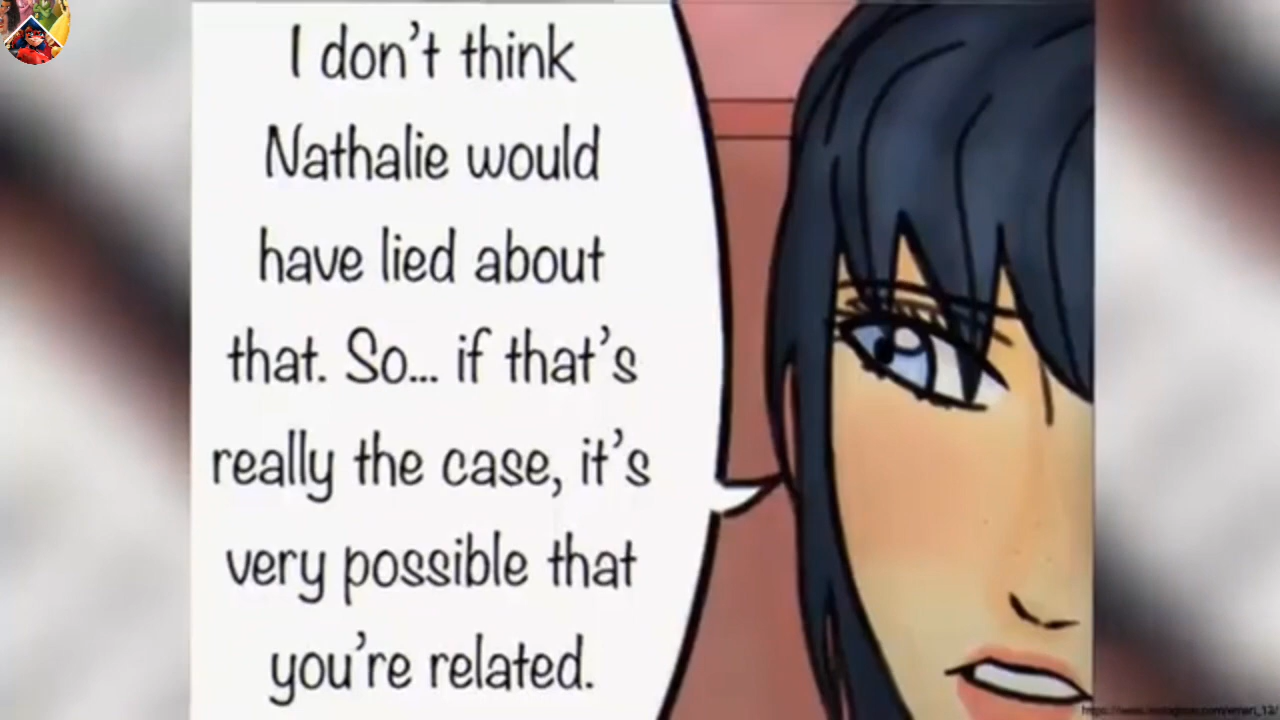 I don't think
Nathalie would
have lied about
that. So... if that's
really the case, it's
very possible that
you're related.